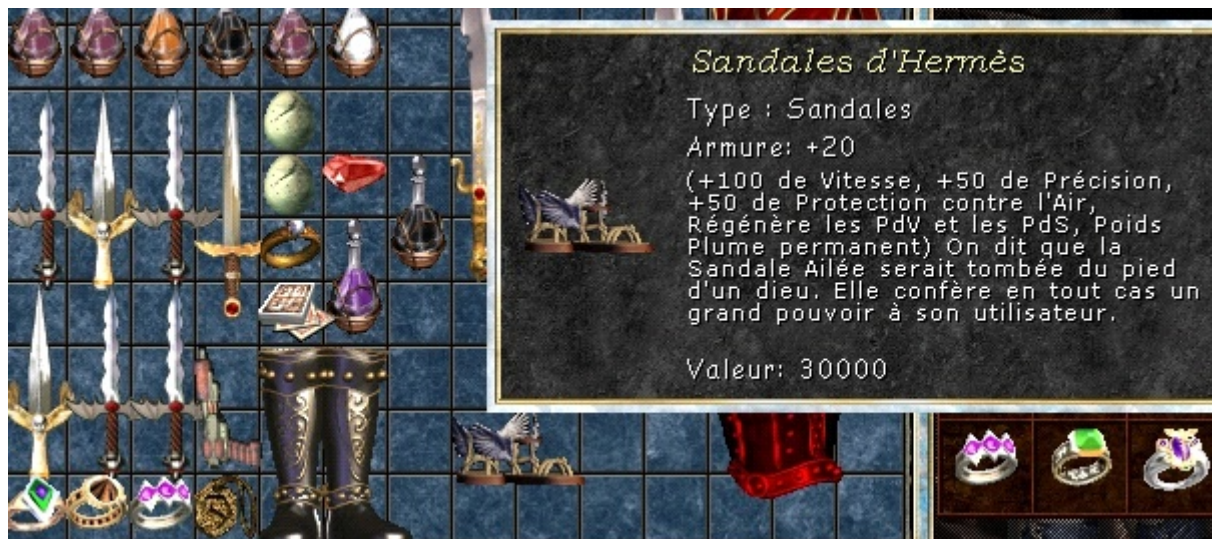 Sandales d'Hermès
Type : Sandales
Armure: +20
(+100 de Vitesse, +50 de Précision,
+50 de Protection contre l'Air,
Régénère les PdV et les PdS, Poids
Plume permanent) On dit que la
Sandale Ailée serait tombée du pied
d'un dieu. Elle confère en tout cas un
grand pouvoir à son utilisateur.
Valeur: 30000